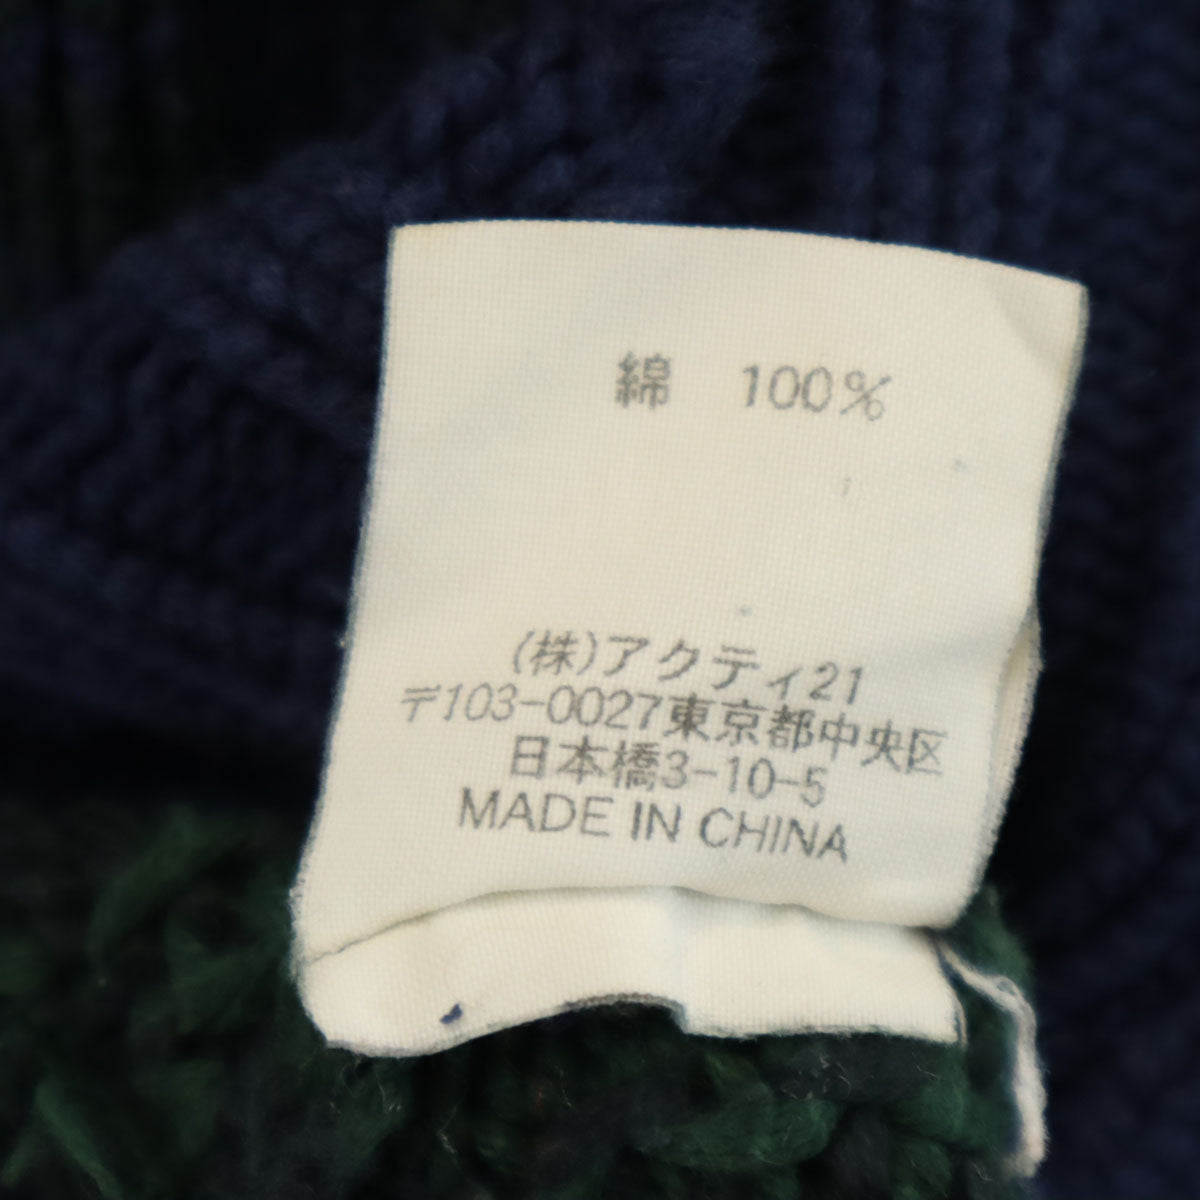 綿 100%
(株)アクティ21
〒103-0027東京都中央区
日本橋3-10-5
MADE IN CHINA